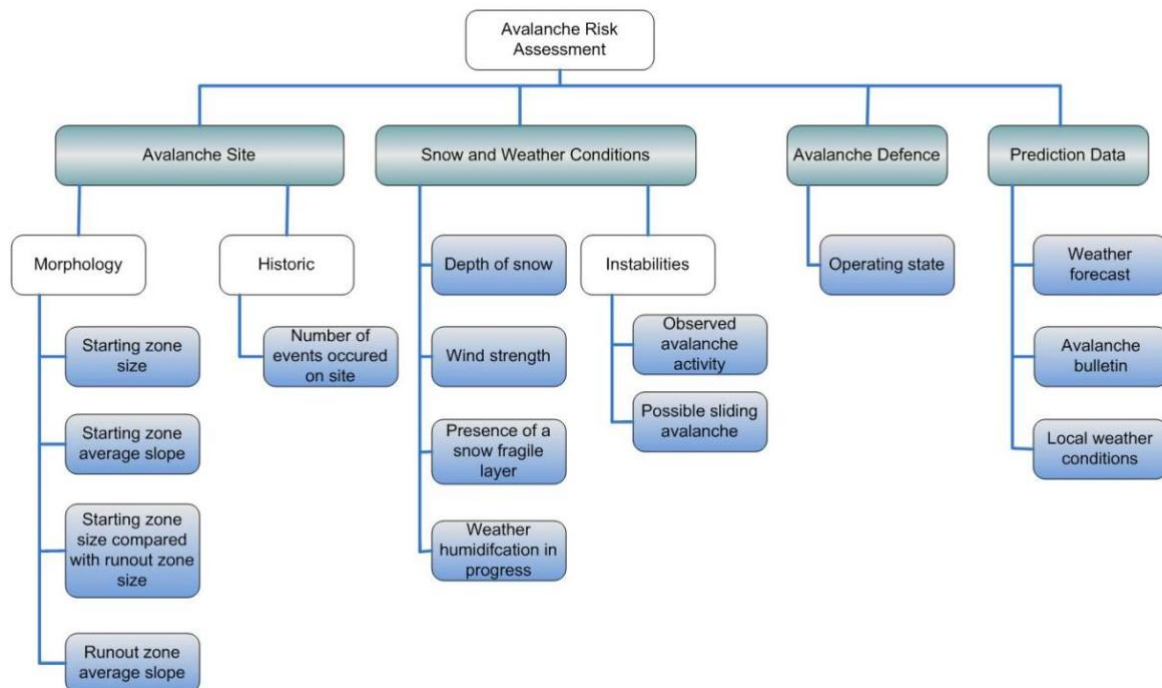 Avalanche Risk
Assessment
Avalanche Site
Snow and Weather Conditions
Avalanche Defence
Prediction Data
Morphology
Historic
Depth of snow
Instabilities
Operating state
Weather
forecast
Starting zone
size
Number of
events occured
on site
Wind strength
Observed
avalanche
activity
Avalanche
bulletin
Starting zone
average slope
Presence of a
snow fragile
layer
Possible sliding
avalanche
Local weather
conditions
Starting zone
size compared
with runout zone
size
Weather
humidifcation in
progress
Runout zone
average slope